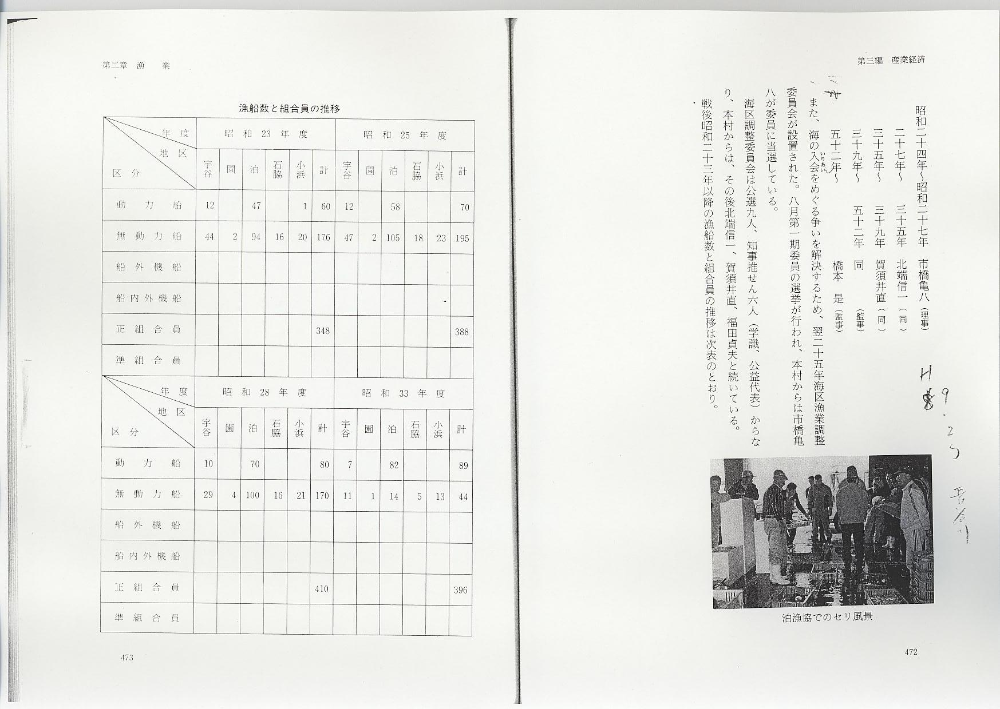 第三編 産業経済
昭和二十四年〜昭和二十七年 市橋亀八（理事）
二十七年〜 三十五年 北端信一（同）
三十五年〜 三十九年 賀須井直（同）
三十九年〜 五十二年 同 （監事）
五十二年〜 橋本 是（監事）
また、海の入会をめぐる争いを解決するため、翌二十五年海区漁業調整
いりあい
委員会が設置された。八月第一期委員の選挙が行われ、本村からは市橋亀
八が委員に当選している。
海区調整委員会は公選九人、知事推せん六人（学識、公益代表）からな
り、本村からは、その後北端信一、賀須井直、福田貞夫と続いている。
戦後昭和二十三年以降の漁船数と組合員の推移は次表のとおり。
H
9.25
泊漁協でのセリ風景
472
第二章 漁 業
漁船数と組合員の推移
年度 昭和23年度 昭和25年度
地区
区分 宇谷 園 泊 石脇 小浜 計 宇谷 園 泊 石脇 小浜 計
動力船 12 47 1 60 12 58 70
無動力船 44 2 94 16 20 176 47 2 105 18 23 195
船外機船
船内外機船
正組合員 348 388
準組合員
年度 昭和28年度 昭和33年度
地区
区分 宇谷 園 泊 石脇 小浜 計 宇谷 園 泊 石脇 小浜 計
動力船 10 70 80 7 82 89
無動力船 29 4 100 16 21 170 11 1 14 5 13 44
船外機船
船内外機船
正組合員 410 396
準組合員
473